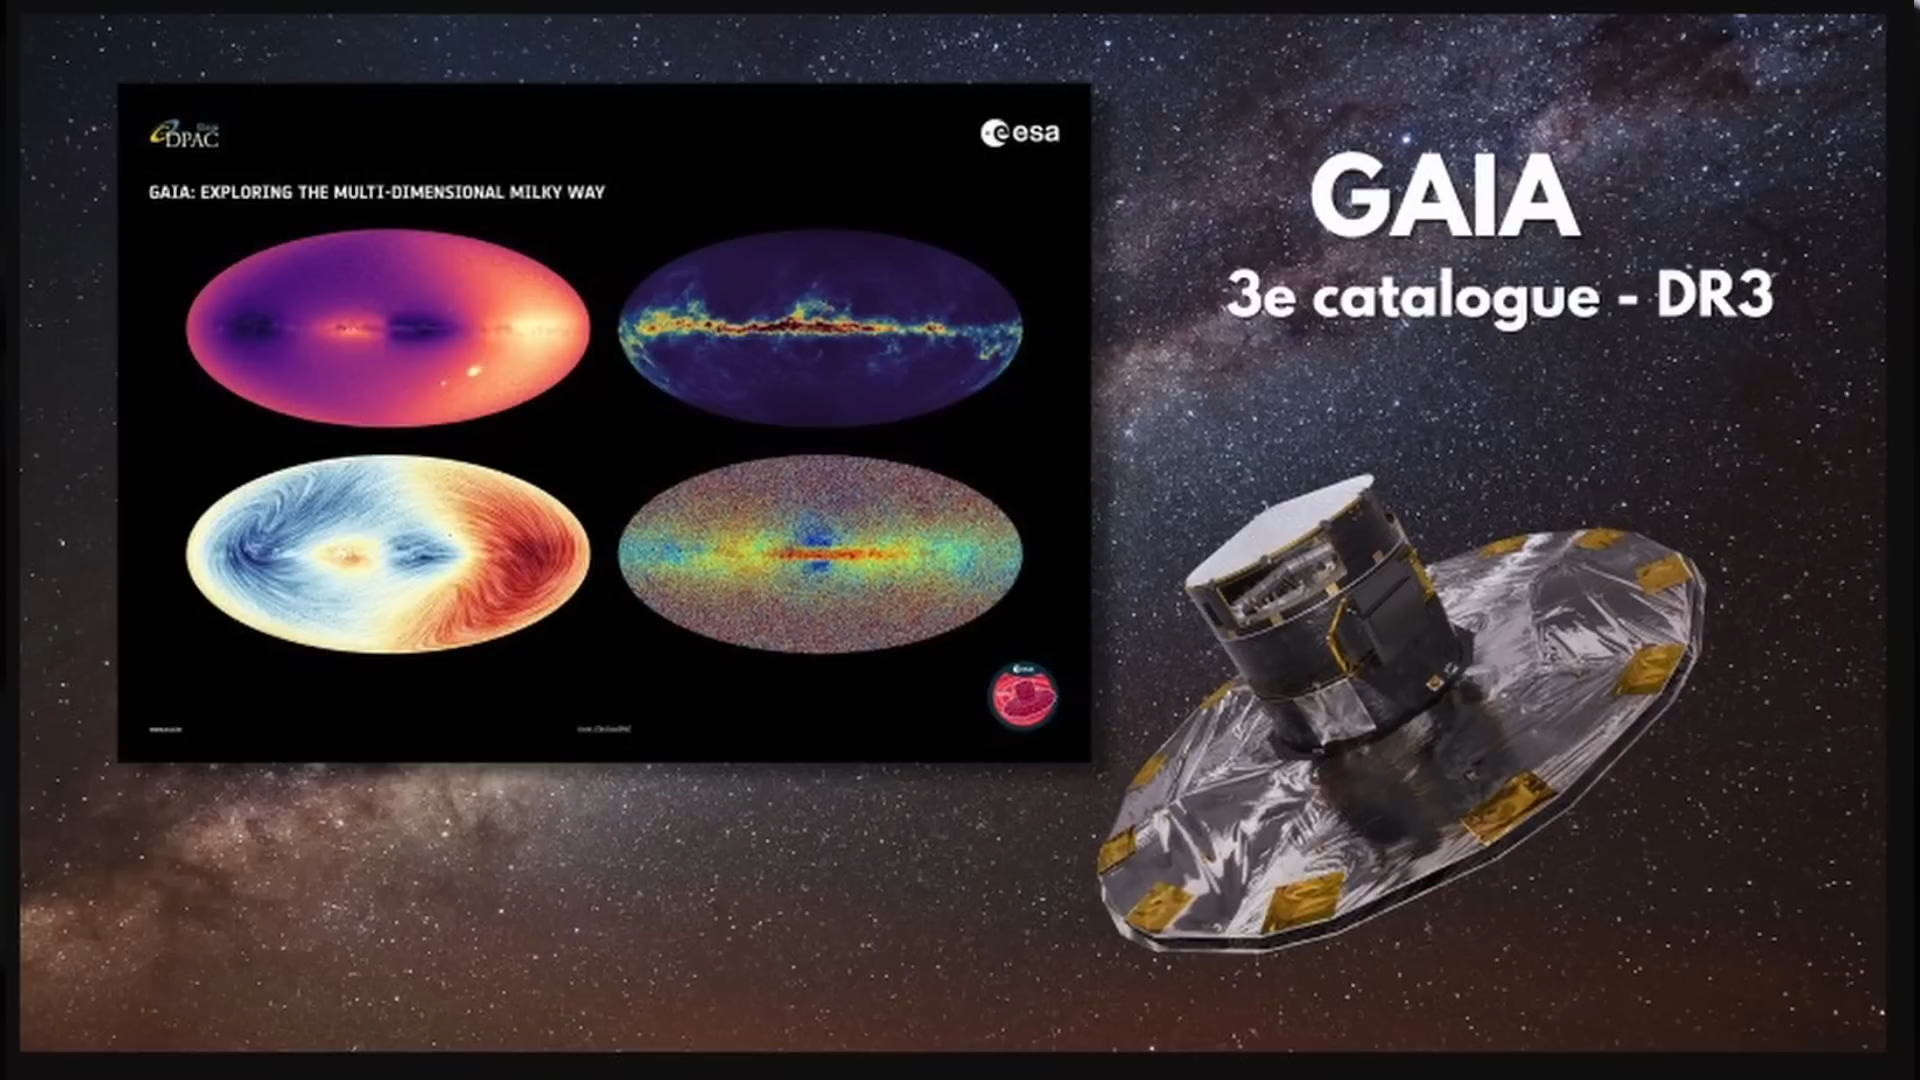 DPAC
esa
GAIA: EXPLORING THE MULTI-DIMENSIONAL MILKY WAY
GAIA
3e catalogue - DR3